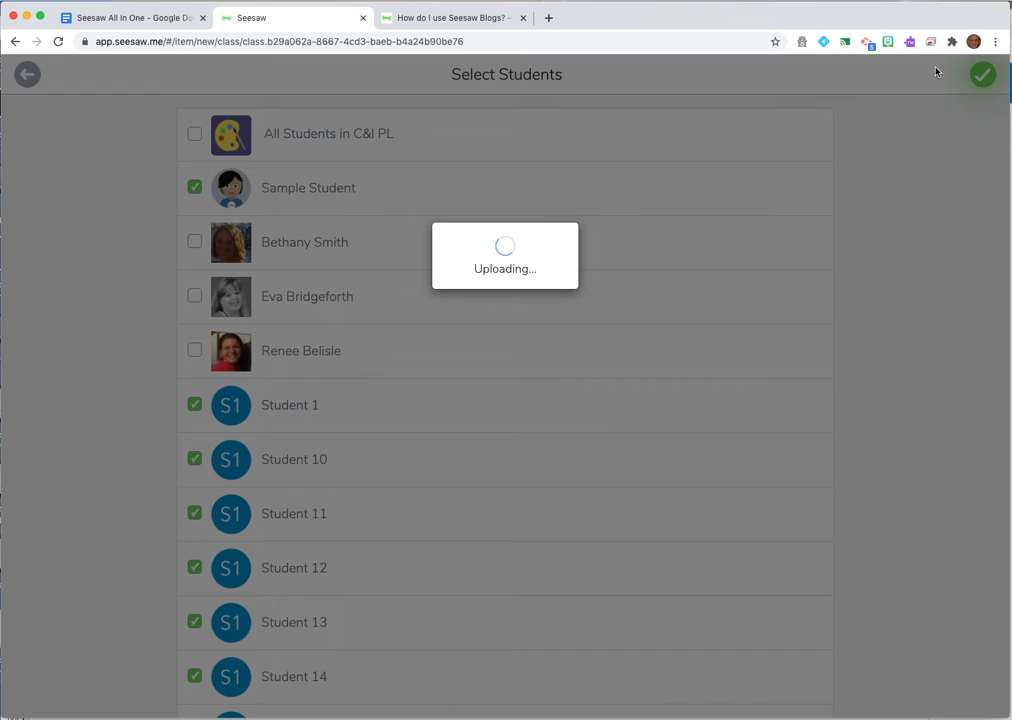 Seesaw All In One - Google Do
Seesaw
How do I use Seesaw Blogs? –
app.seesaw.me/#/item/new/class/class.b29a062a-8667-4cd3-baeb-b4a24b90be76
5
Select Students
All Students in C&I PL
Sample Student
Bethany Smith
Uploading...
Eva Bridgeforth
Renee Belisle
S1 Student 1
S1 Student 10
S1 Student 11
S1 Student 12
S1 Student 13
S1 Student 14